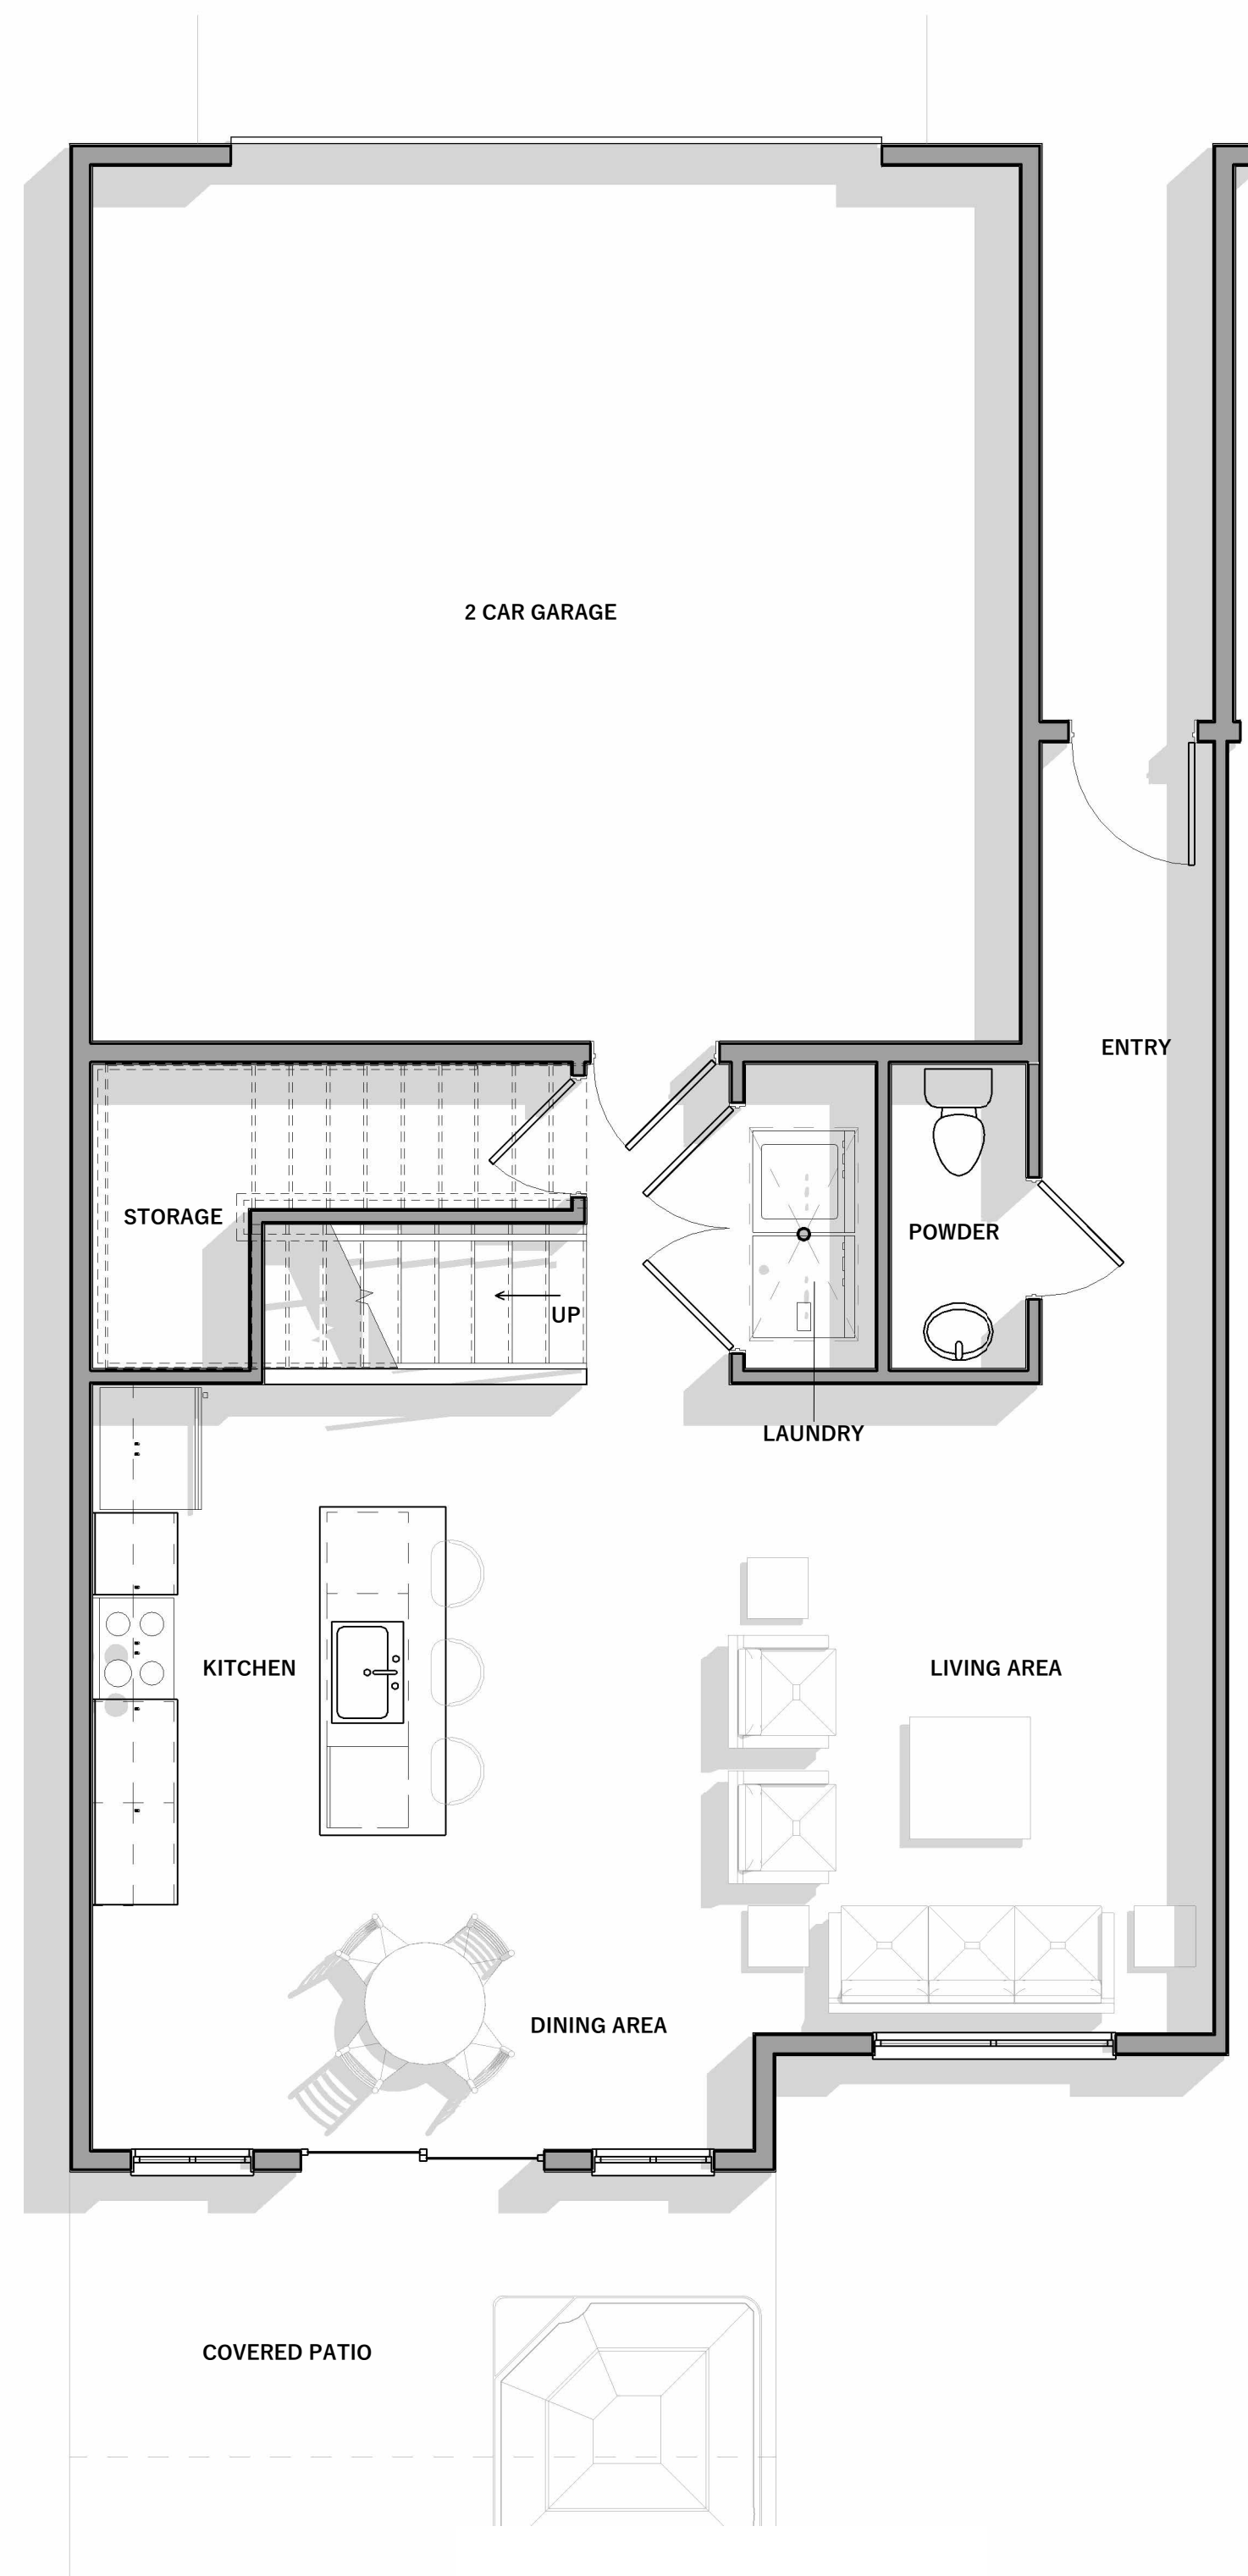 2 CAR GARAGE
ENTRY
STORAGE
POWDER
UP
LAUNDRY
KITCHEN
LIVING AREA
DINING AREA
COVERED PATIO